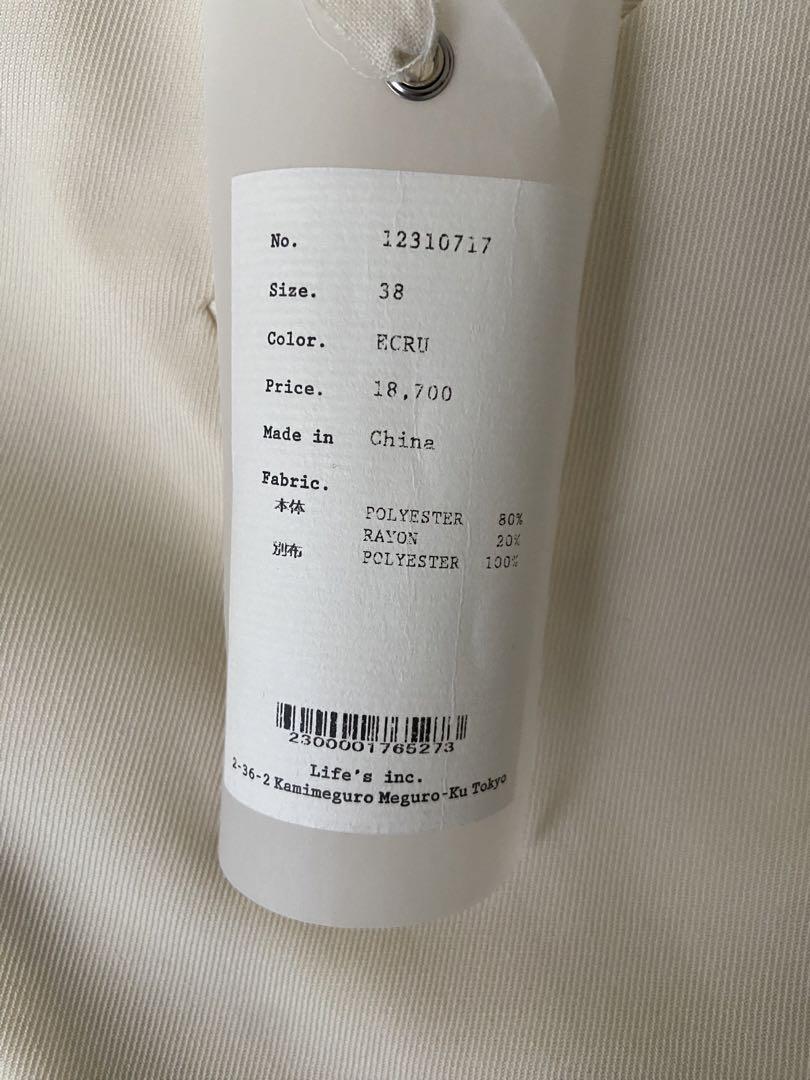 No. 12310717
Size. 38
Color. ECRU
Price. 18,700
Made in China
Fabric.
本体 POLYESTER 80%
RAYON 20%
別布 POLYESTER 100%
2300001765273
Life's inc.
2-36-2 Kamimeguro Meguro-Ku Tokyo